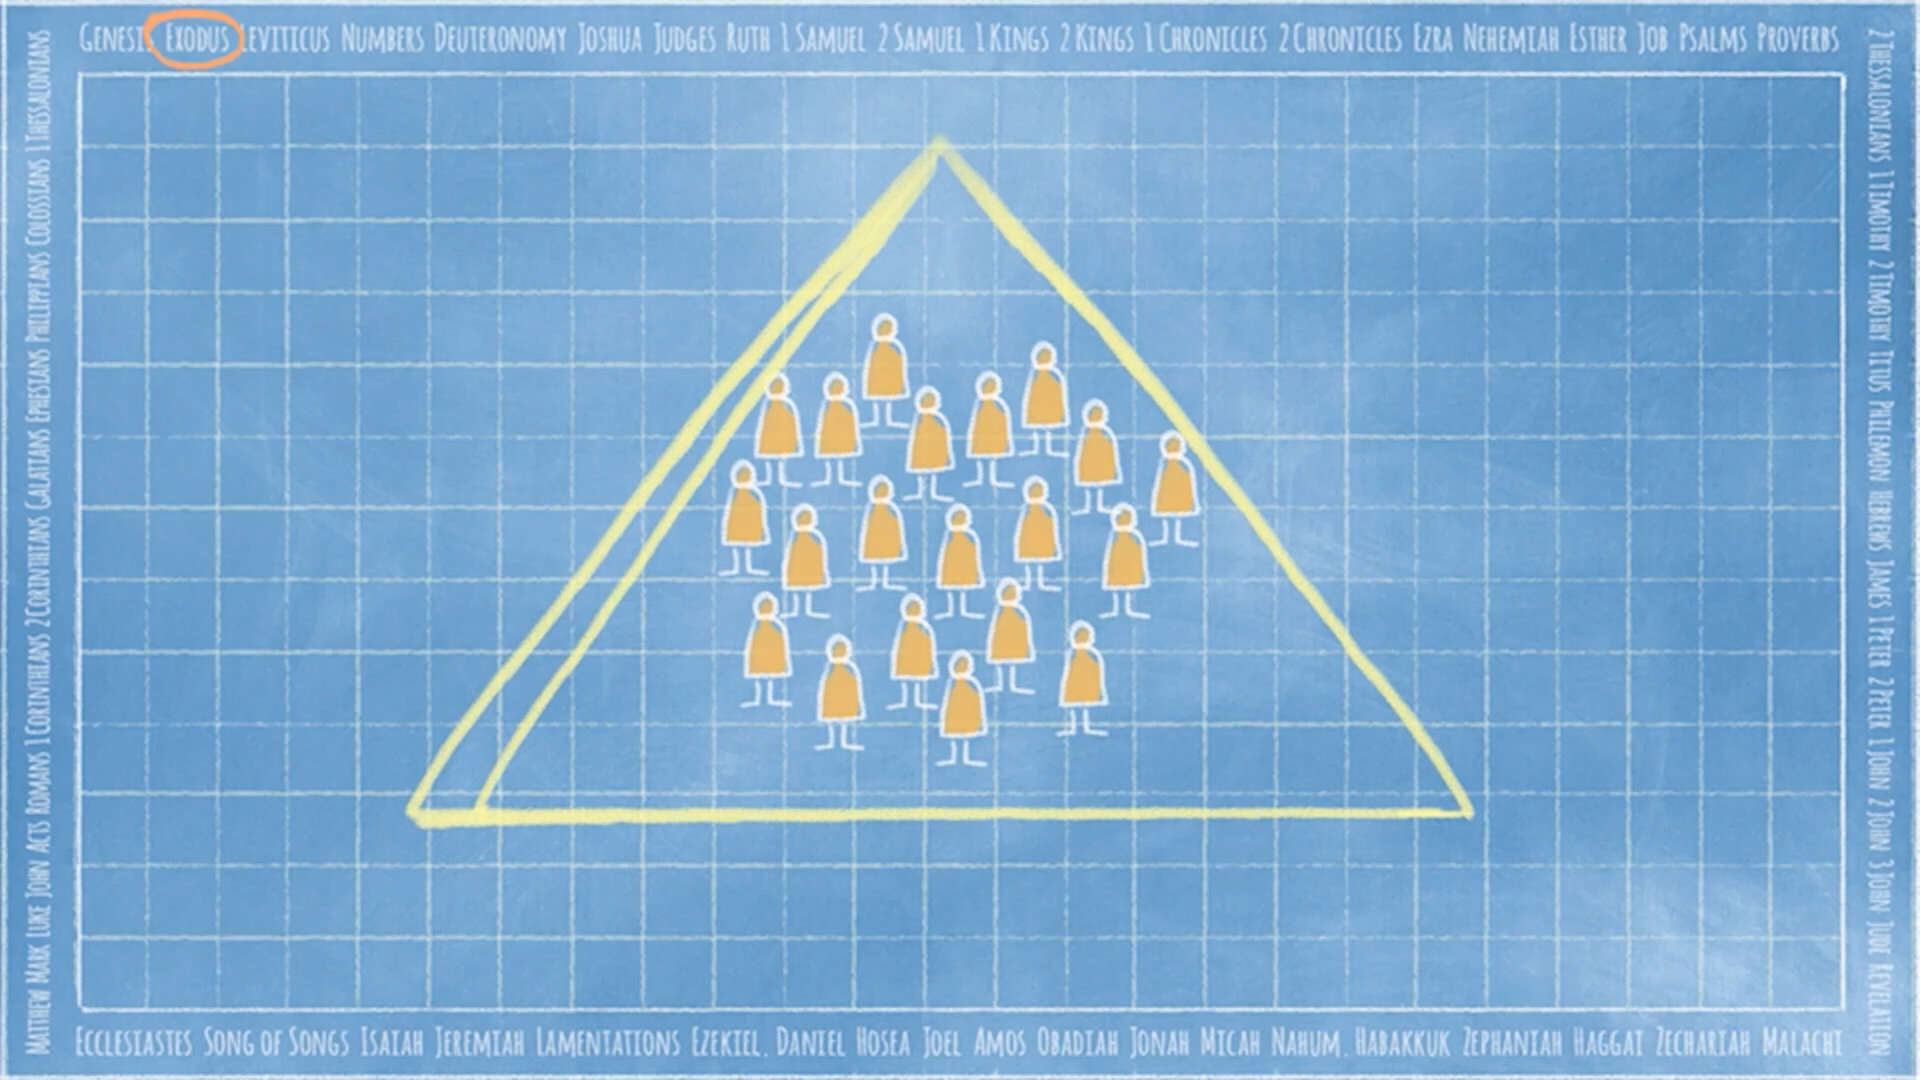 Genesis Exodus Leviticus Numbers Deuteronomy Joshua Judges Ruth 1 Samuel 2 Samuel 1 Kings 2 Kings 1 Chronicles 2 Chronicles Ezra Nehemiah Esther Job Psalms Proverbs
Ecclesiastes Song of Songs Isaiah Jeremiah Lamentations Ezekiel. Daniel Hosea Joel Amos Obadiah Jonah Micah Nahum. Habakkuk Zephaniah Haggai Zechariah Malachi
Matthew Mark Luke John Acts Romans 1 Corinthians 2 Corinthians Galatians Ephesians Philippians Colossians 1 Thessalonians
2 Thessalonians 1 Timothy 2 Timothy Titus Philemon Hebrews James 1 Peter 2 Peter 1 John 2 John 3 John Jude Revelation